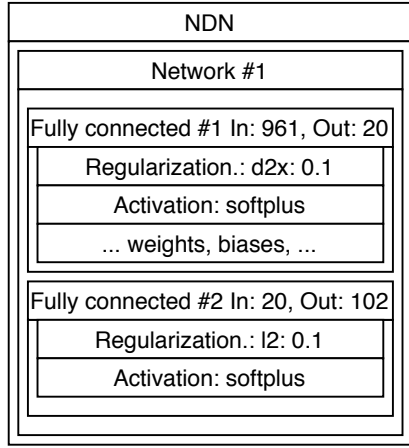 NDN
Network #1
Fully connected #1 In: 961, Out: 20
Regularization.: d2x: 0.1
Activation: softplus
... weights, biases, ...
Fully connected #2 In: 20, Out: 102
Regularization.: l2: 0.1
Activation: softplus